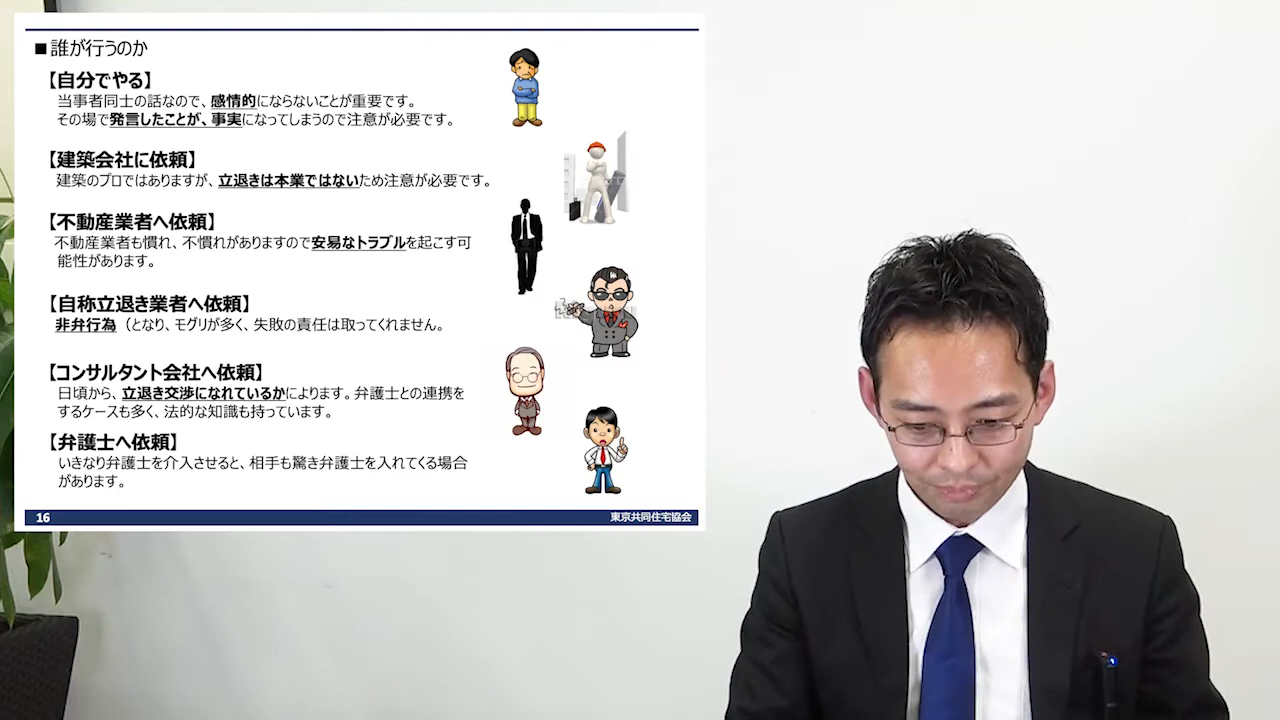 ■誰が行うのか
【自分でやる】
当事者同士の話なので、感情的にならないことが重要です。
その場で発言したことが、事実になってしまうので注意が必要です。
【建築会社に依頼】
建築のプロではありますが、立退きは本業ではないため注意が必要です。
【不動産業者へ依頼】
不動産業者も慣れ、不慣れがありますので安易なトラブルを起こす可
能性があります。
【自称立退き業者へ依頼】
非弁行為（となり、モグリが多く、失敗の責任は取ってくれません。
【コンサルタント会社へ依頼】
日頃から、立退き交渉になれているかによります。弁護士との連携を
するケースも多く、法的な知識も持っています。
【弁護士へ依頼】
いきなり弁護士を介入させると、相手も驚き弁護士を入れてくる場合
があります。
16
東京共同住宅協会